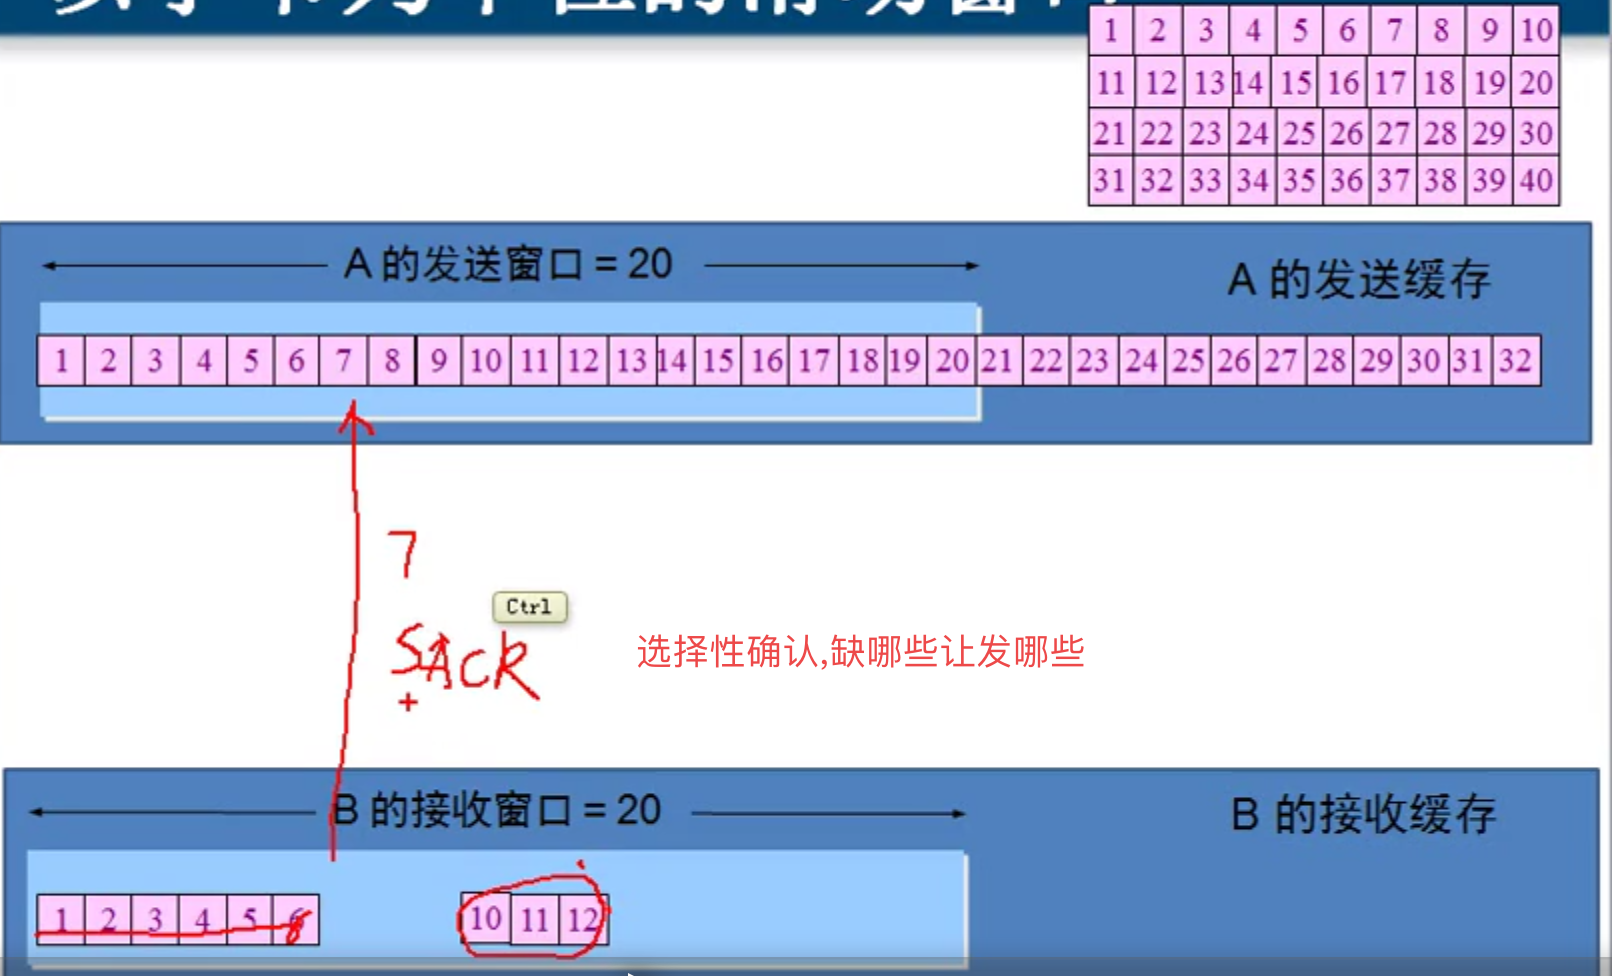 1 2 3 4 5 6 7 8 9 10
11 12 13 14 15 16 17 18 19 20
21 22 23 24 25 26 27 28 29 30
31 32 33 34 35 36 37 38 39 40
A 的发送窗口 = 20
A 的发送缓存
1 2 3 4 5 6 7 8 9 10 11 12 13 14 15 16 17 18 19 20 21 22 23 24 25 26 27 28 29 30 31 32
7
Ctrl
SACK
选择性确认,缺哪些让发哪些
B 的接收窗口 = 20
B 的接收缓存
1 2 3 4 5 6 10 11 12